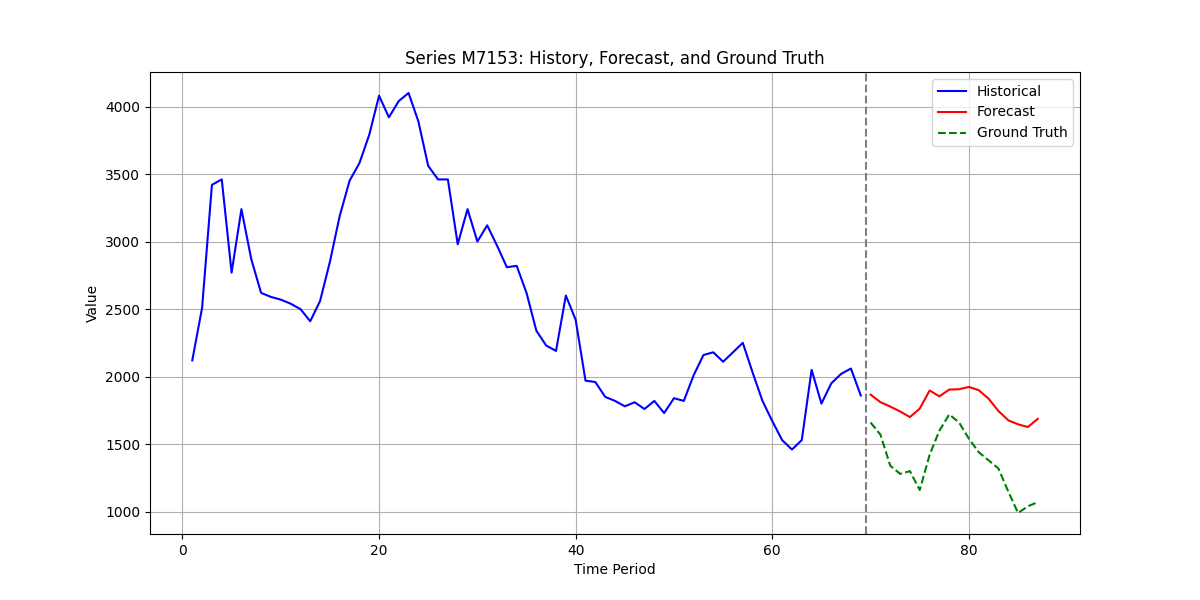 Series M7153: History, Forecast, and Ground Truth
Historical
Forecast
Ground Truth
4000
3500
3000
2500
2000
1500
1000
Value
0 20 40 60 80
Time Period